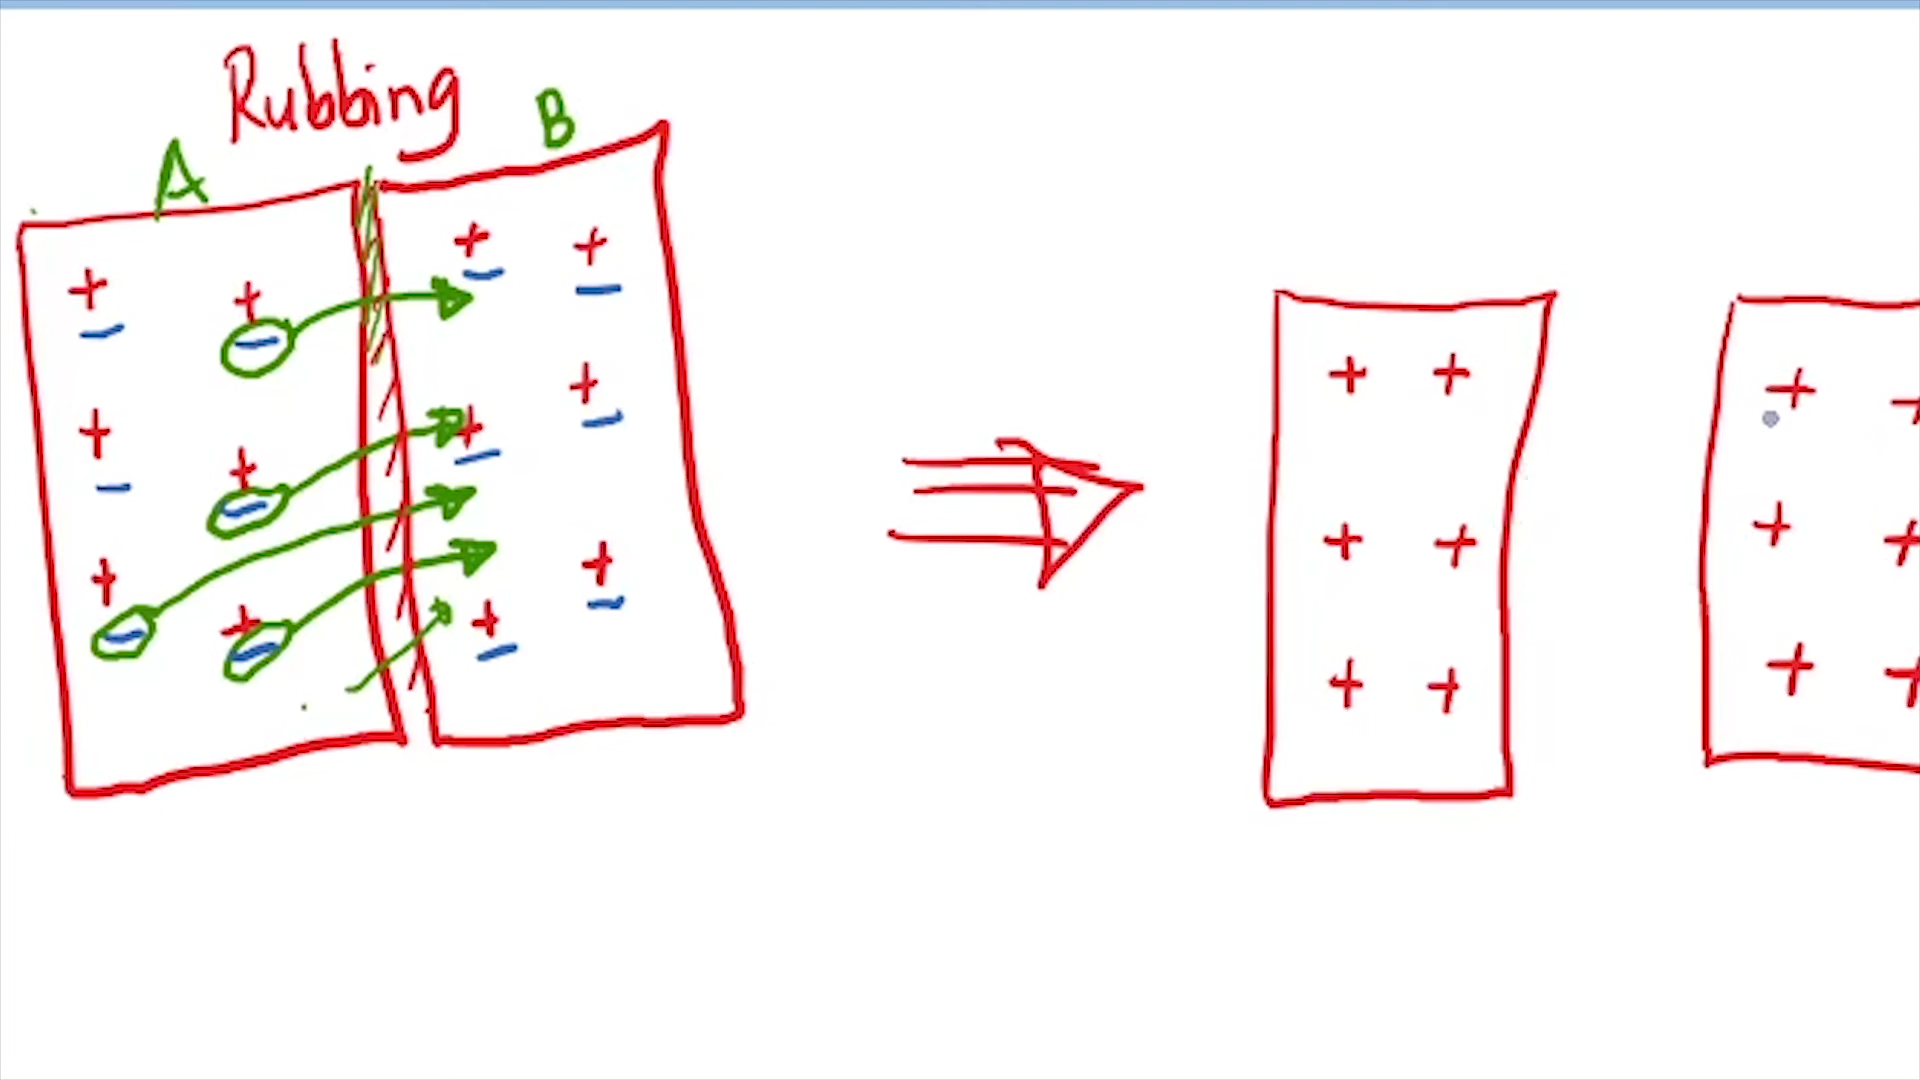 Rubbing
A B
+ + + +
− − − −
+ + + +
− − − −
+ + + +
− − − −
+ + + +
+ + + +
+ + + +